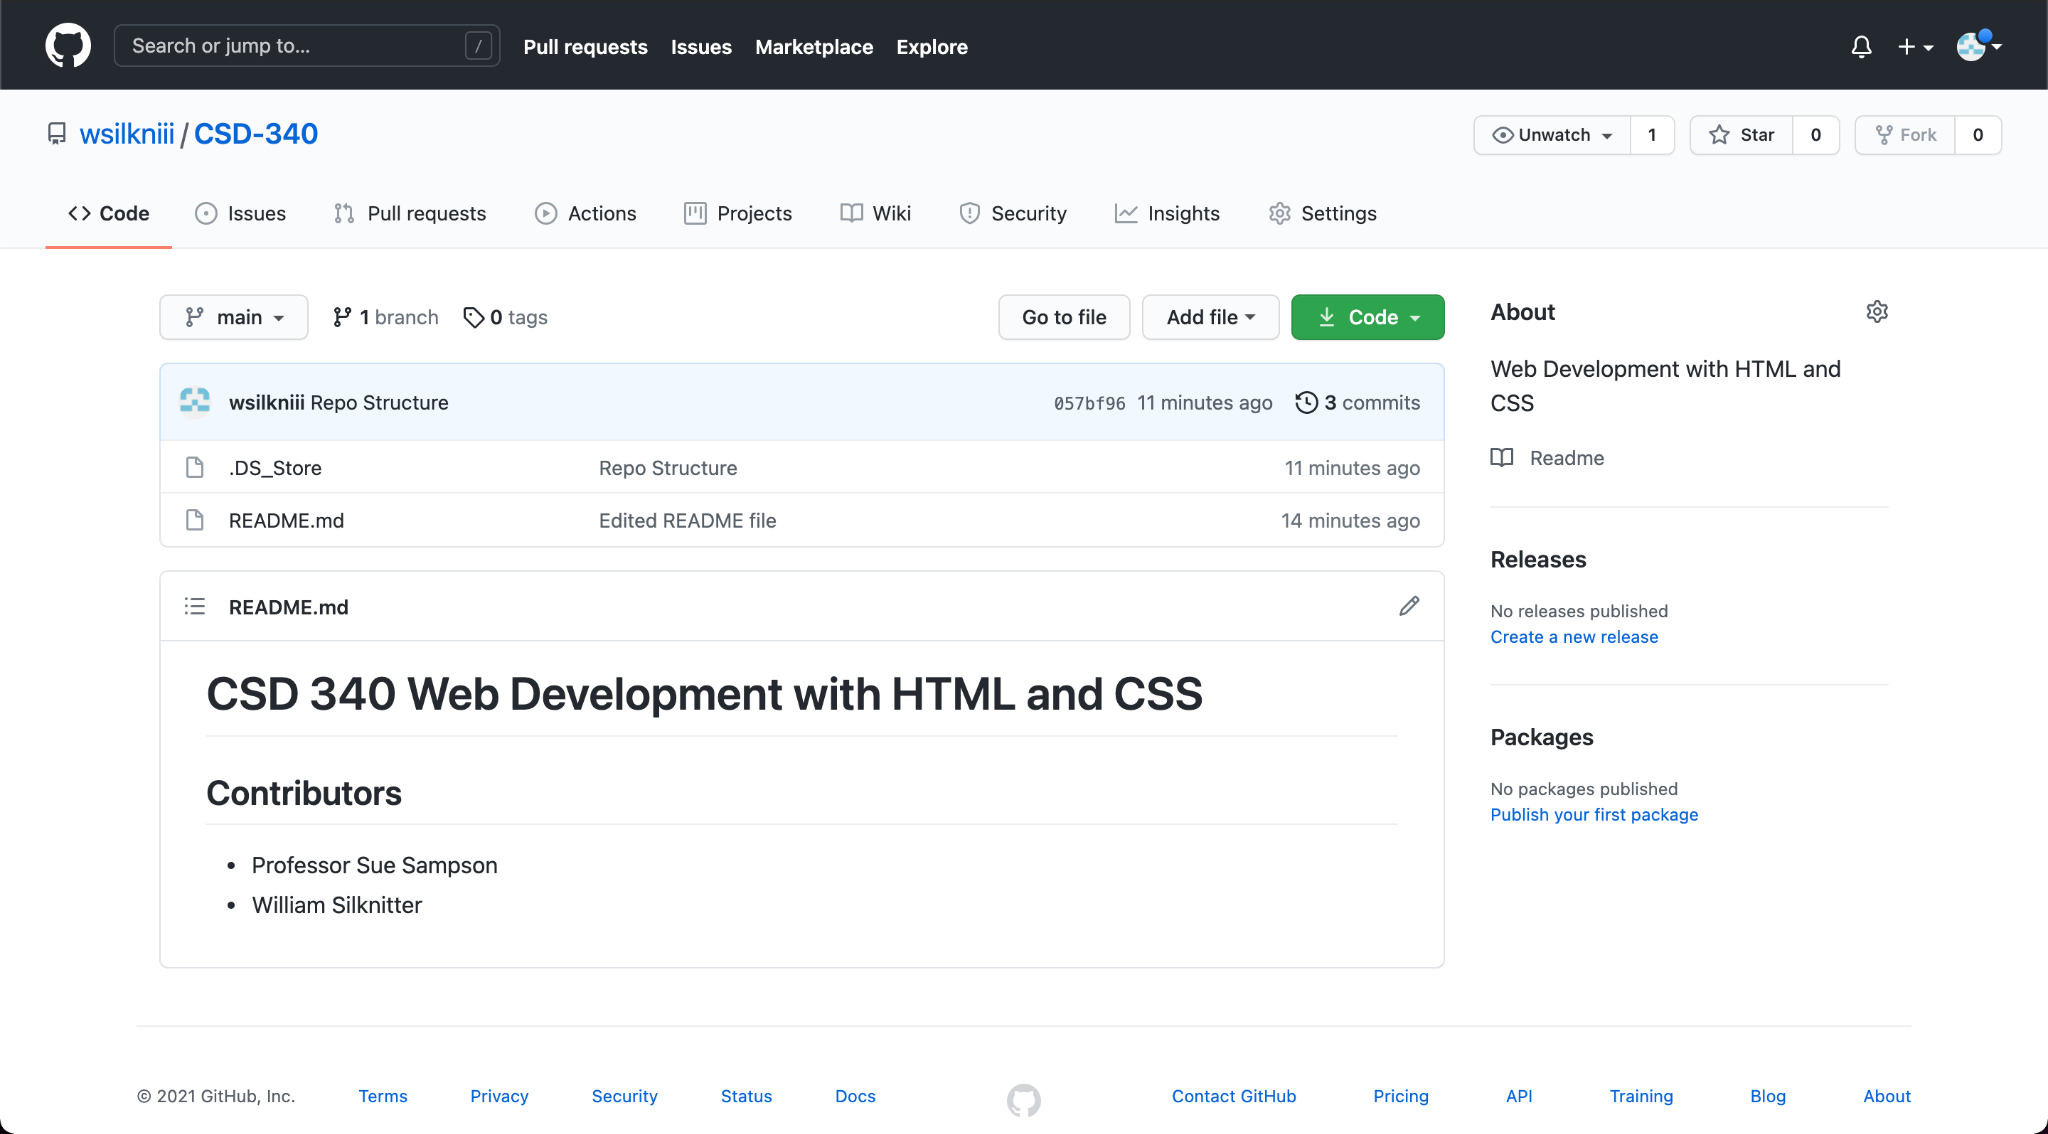 Search or jump to... /
Pull requests Issues Marketplace Explore
wsilkniii / CSD-340
Unwatch 1 Star 0 Fork 0
Code Issues Pull requests Actions Projects Wiki Security Insights Settings
main 1 branch 0 tags Go to file Add file Code
wsilkniii Repo Structure 057bf96 11 minutes ago 3 commits
.DS_Store Repo Structure 11 minutes ago
README.md Edited README file 14 minutes ago
README.md
CSD 340 Web Development with HTML and CSS
Contributors
• Professor Sue Sampson
• William Silknitter
About
Web Development with HTML and
CSS
Readme
Releases
No releases published
Create a new release
Packages
No packages published
Publish your first package
© 2021 GitHub, Inc. Terms Privacy Security Status Docs Contact GitHub Pricing API Training Blog About